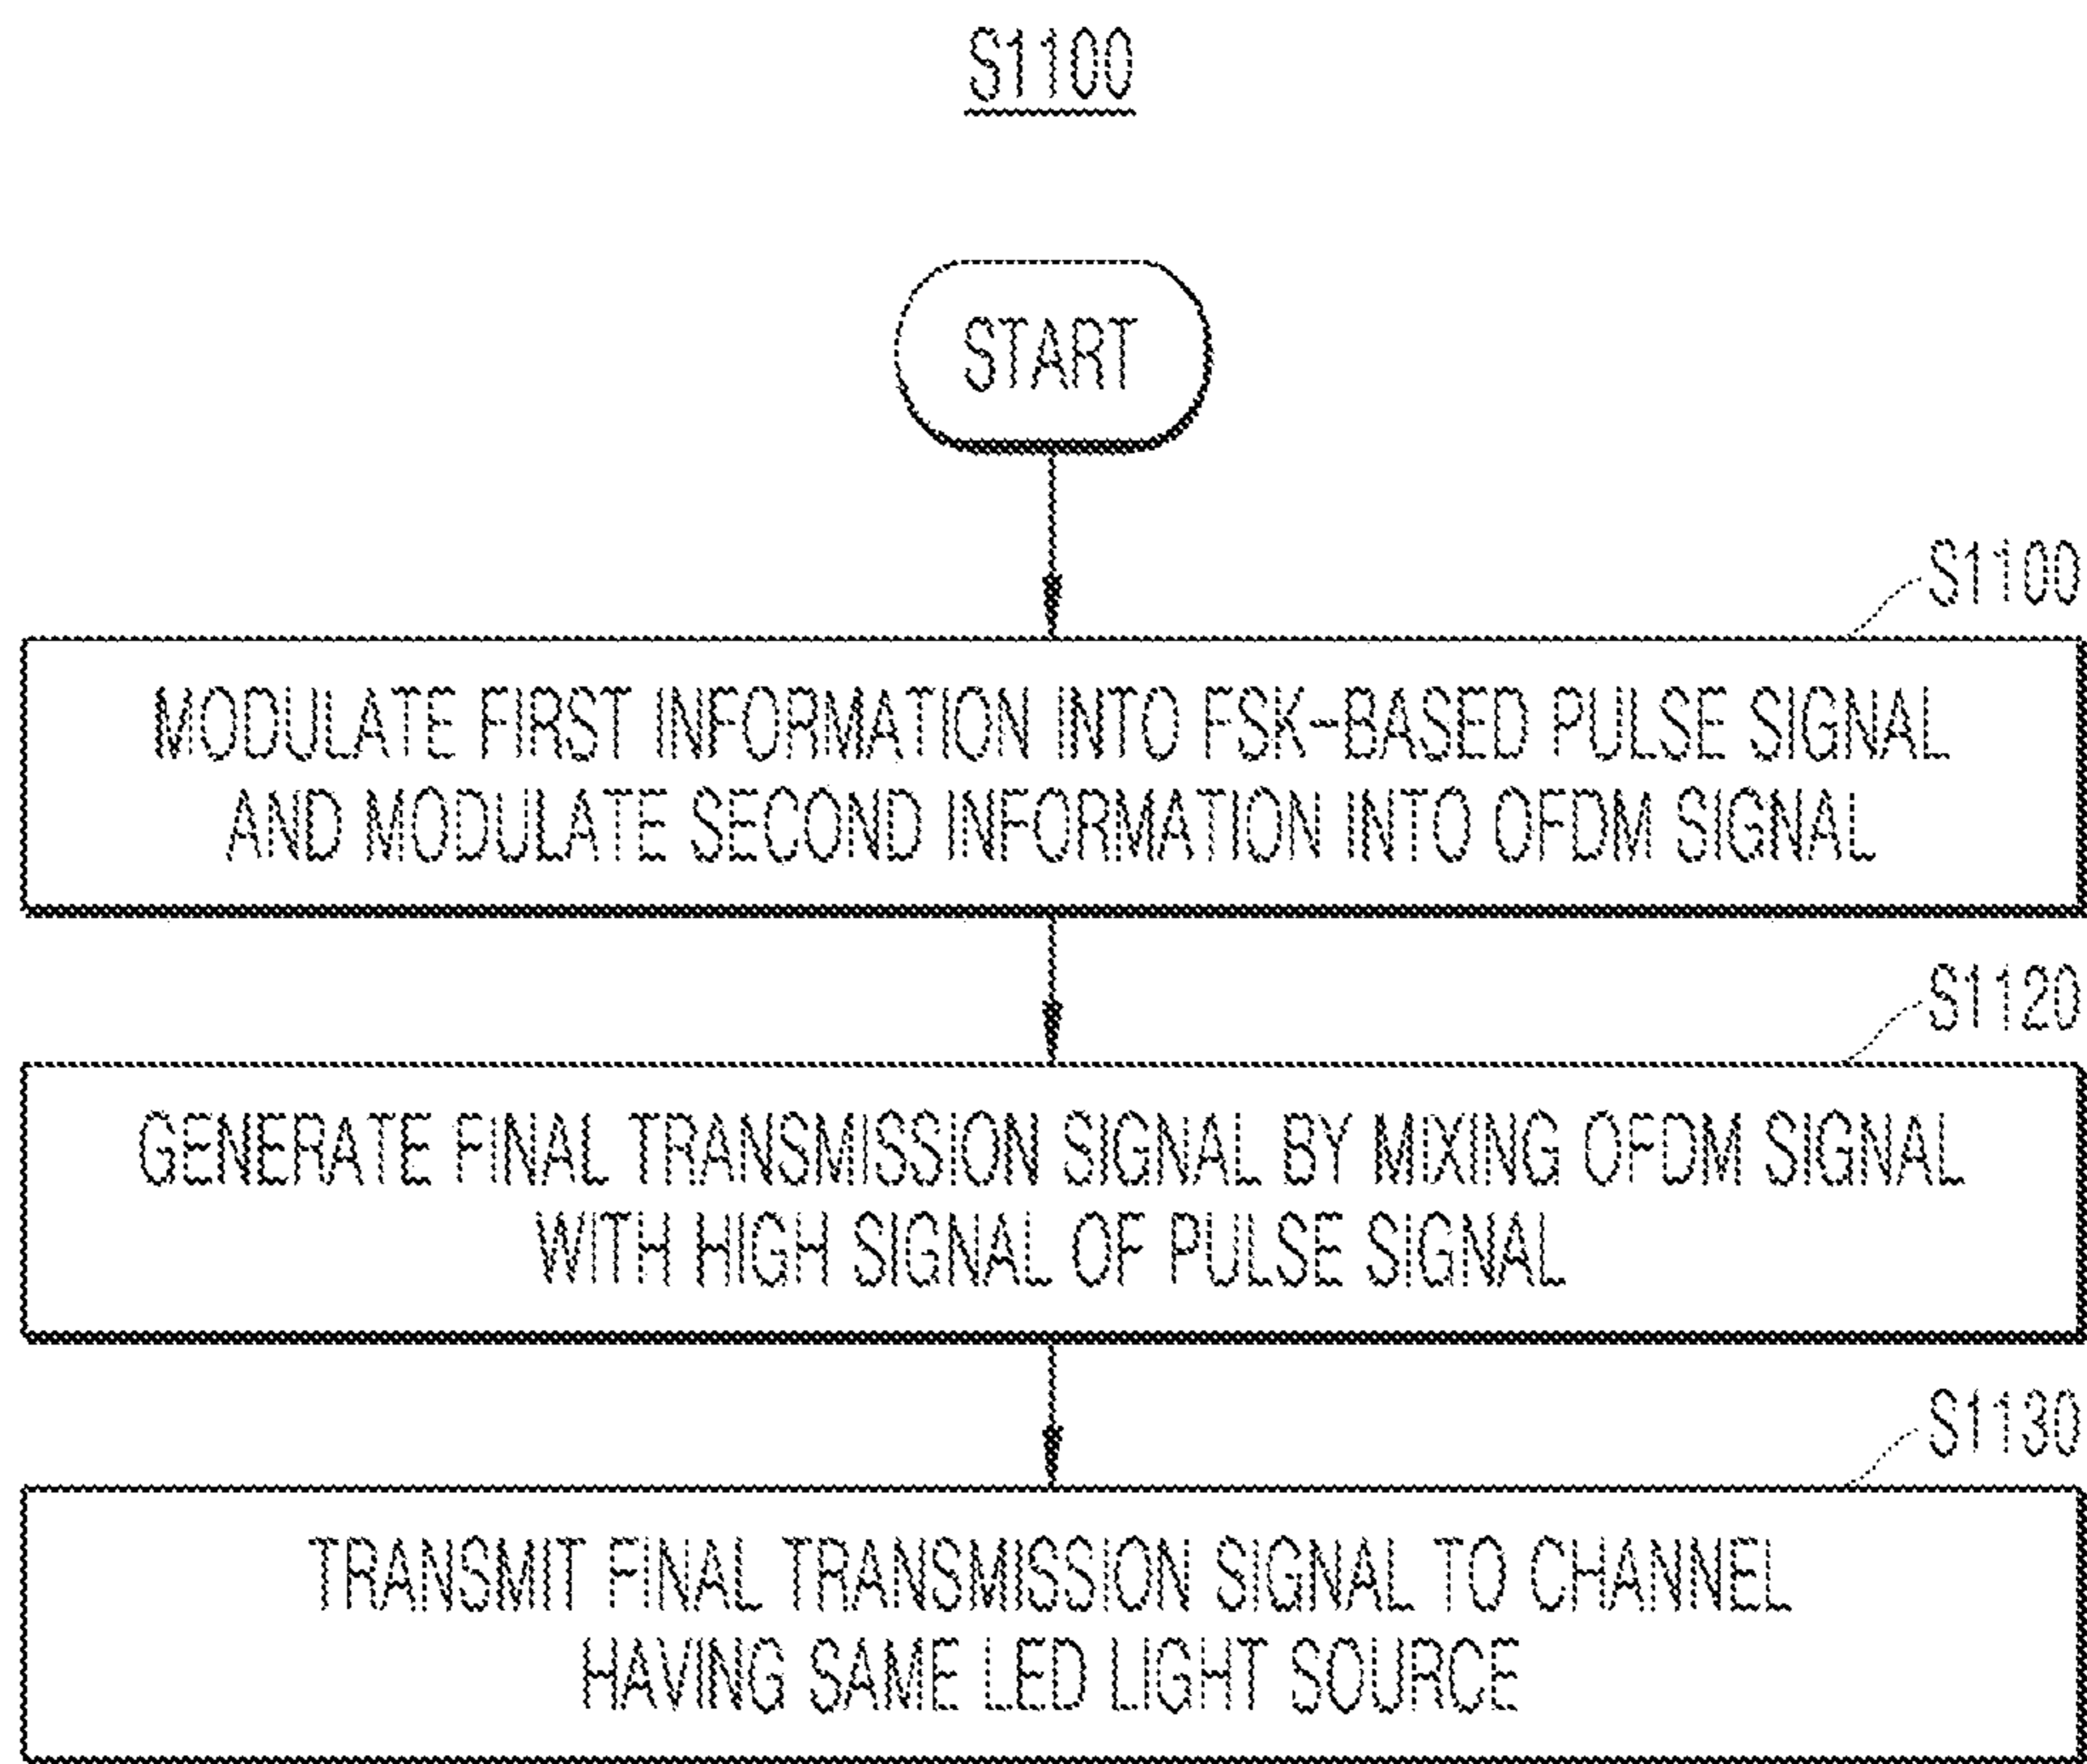 S1100
START
S1100
MODULATE FIRST INFORMATION INTO FSK-BASED PULSE SIGNAL
AND MODULATE SECOND INFORMATION INTO OFDM SIGNAL
S1120
GENERATE FINAL TRANSMISSION SIGNAL BY MIXING OFDM SIGNAL
WITH HIGH SIGNAL OF PULSE SIGNAL
S1130
TRANSMIT FINAL TRANSMISSION SIGNAL TO CHANNEL
HAVING SAME LED LIGHT SOURCE